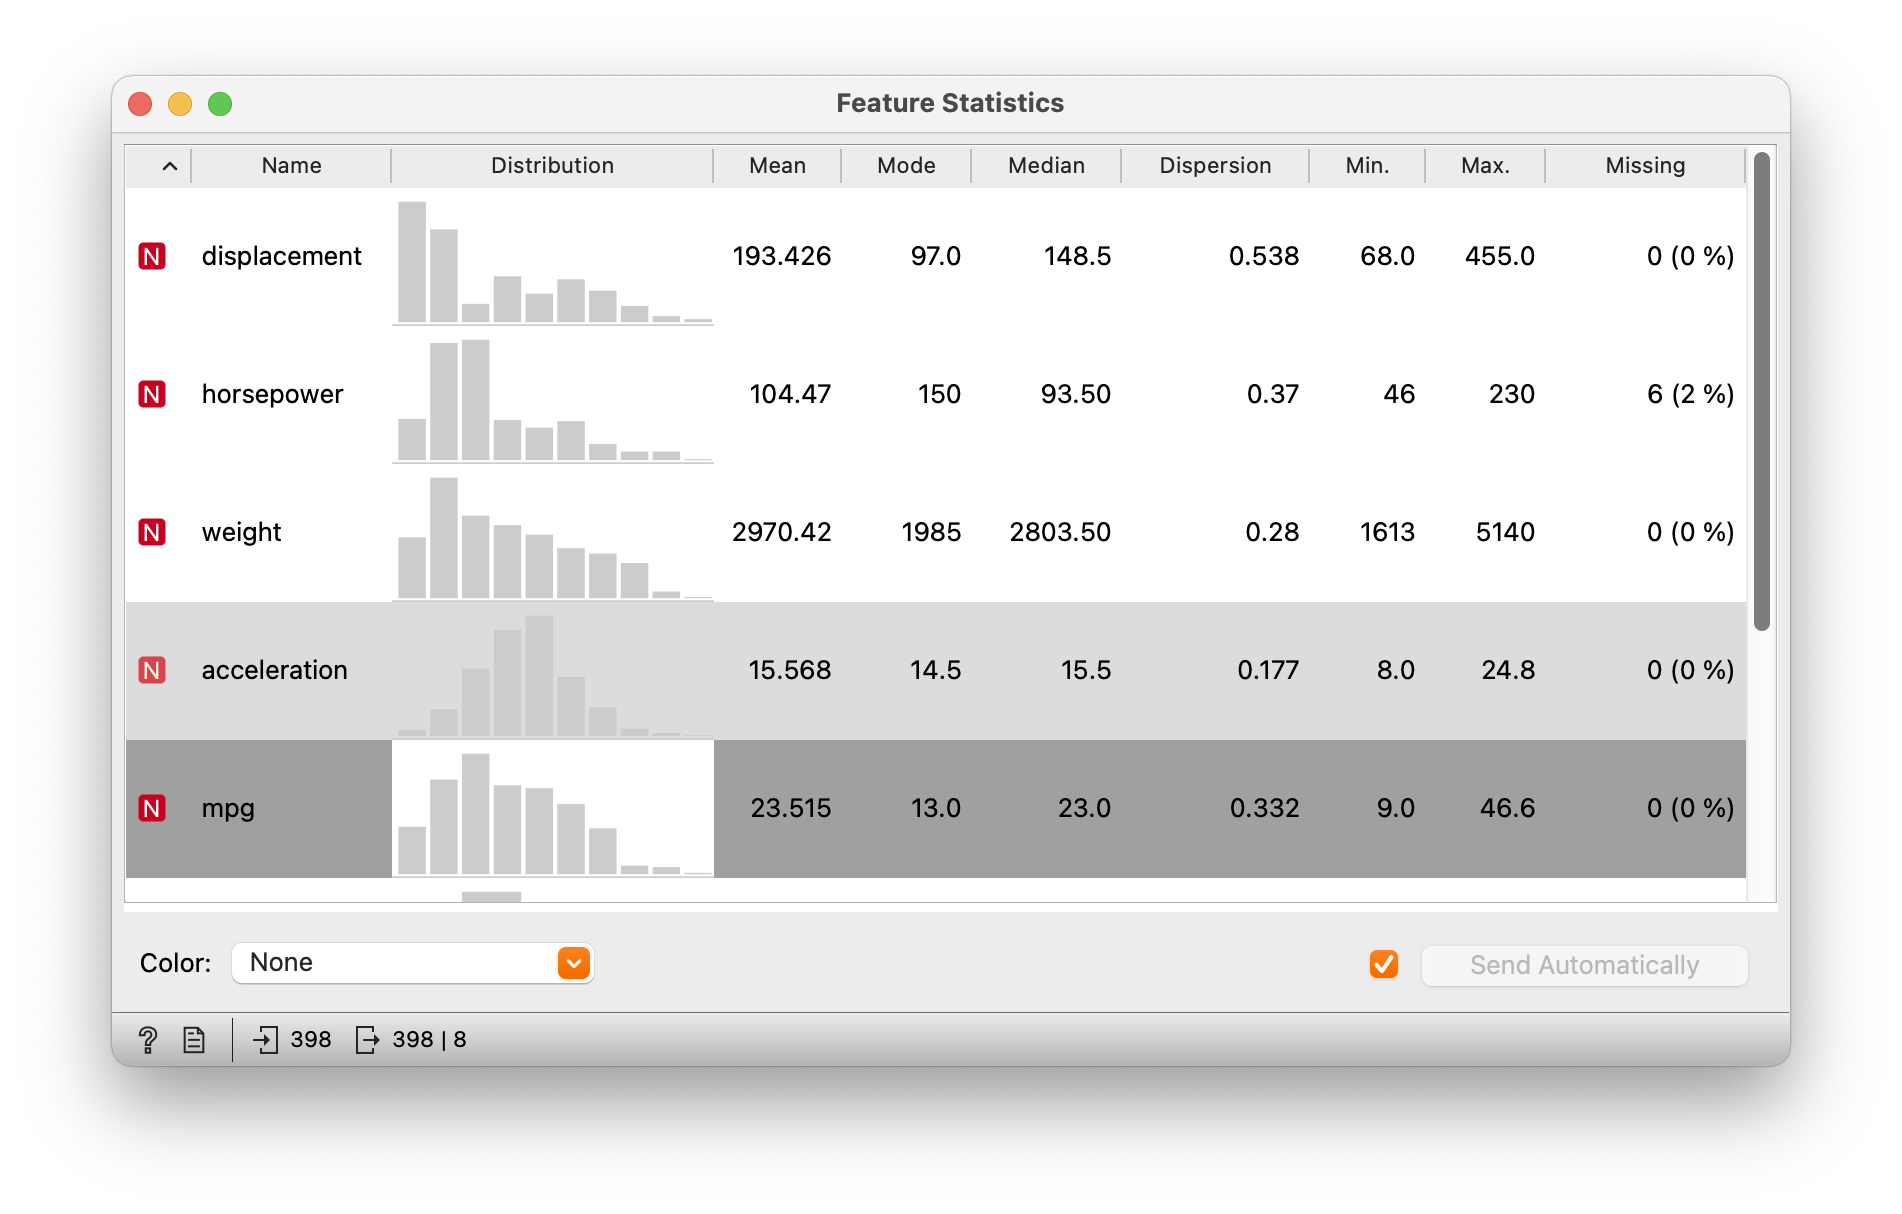 Feature Statistics
Name Distribution Mean Mode Median Dispersion Min. Max. Missing
N displacement 193.426 97.0 148.5 0.538 68.0 455.0 0 (0 %)
N horsepower 104.47 150 93.50 0.37 46 230 6 (2 %)
N weight 2970.42 1985 2803.50 0.28 1613 5140 0 (0 %)
N acceleration 15.568 14.5 15.5 0.177 8.0 24.8 0 (0 %)
N mpg 23.515 13.0 23.0 0.332 9.0 46.6 0 (0 %)
Color: None Send Automatically
? 398 398 | 8